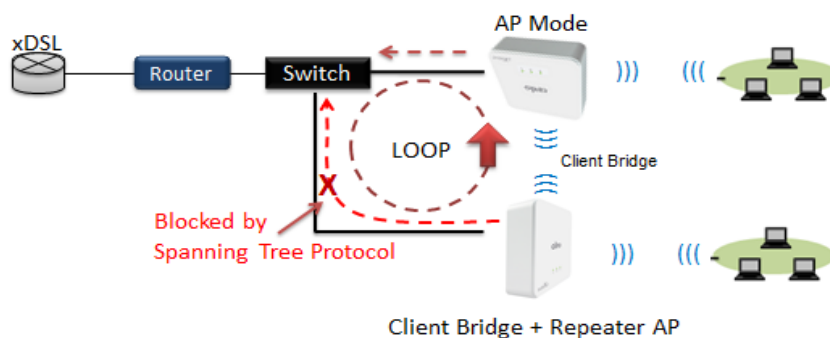 AP Mode
xDSL
Router
Switch
LOOP
Client Bridge
Blocked by
Spanning Tree Protocol
X
Client Bridge + Repeater AP